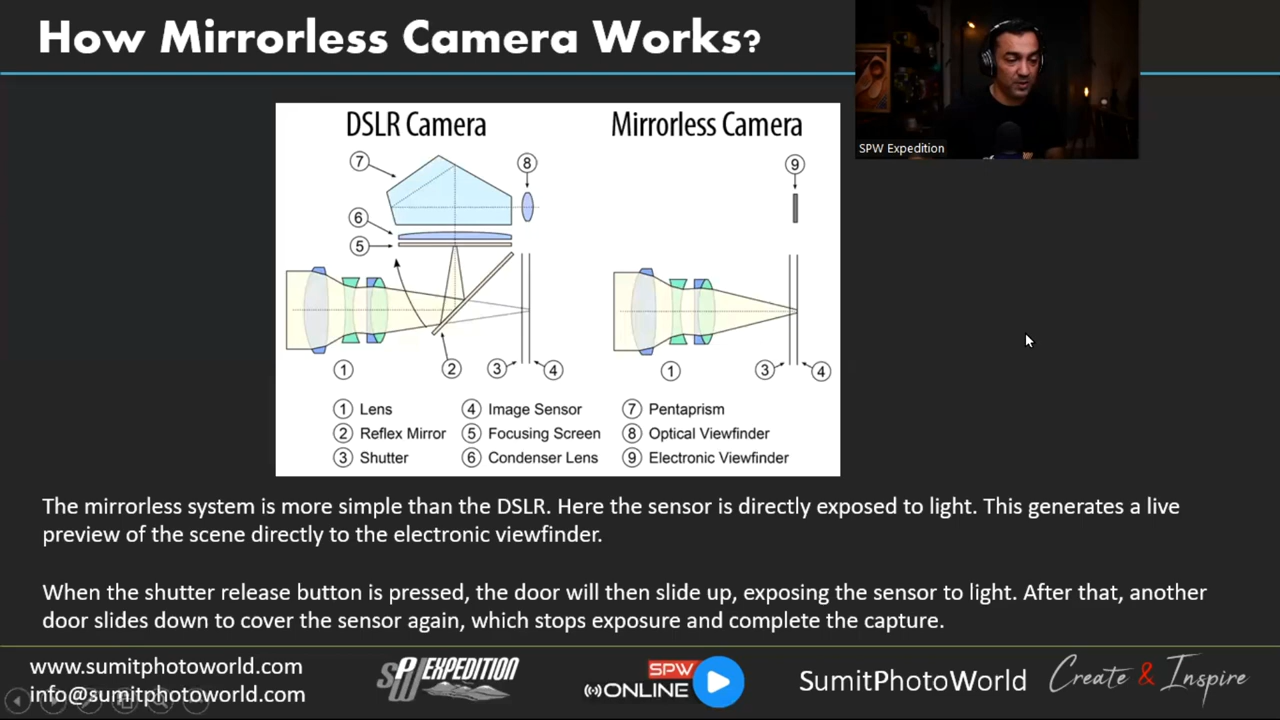 How Mirrorless Camera Works?
SPW Expedition
DSLR Camera
Mirrorless Camera
7
8
9
6
5
1
2
3
4
1
3
4
1 Lens
4 Image Sensor
7 Pentaprism
2 Reflex Mirror
5 Focusing Screen
8 Optical Viewfinder
3 Shutter
6 Condenser Lens
9 Electronic Viewfinder
The mirrorless system is more simple than the DSLR. Here the sensor is directly exposed to light. This generates a live
preview of the scene directly to the electronic viewfinder.
When the shutter release button is pressed, the door will then slide up, exposing the sensor to light. After that, another
door slides down to cover the sensor again, which stops exposure and complete the capture.
www.sumitphotoworld.com
info@sumitphotoworld.com
SPW EXPEDITION
SPW
ONLINE
SumitPhotoWorld
Create & Inspire